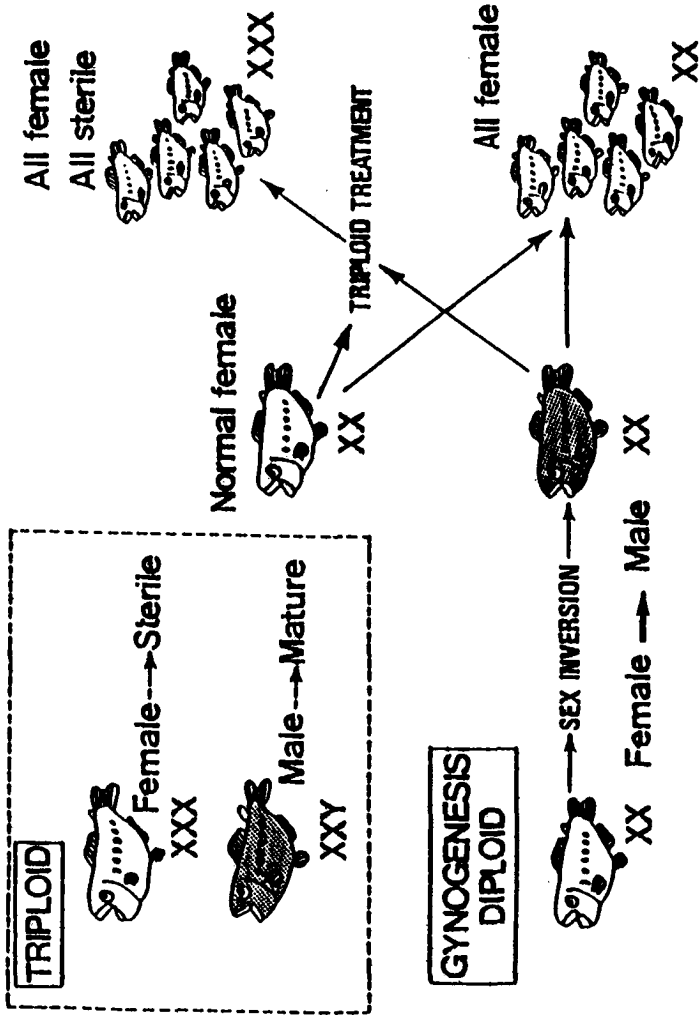 TRIPLOID
Female ---→ Sterile
XXX
Male ---→ Mature
XXY
Normal female
XX
TRIPLOID TREATMENT
All female
All sterile
XXX
GYNOGENESIS
DIPLOID
XX
SEX INVERSION
Female → Male
XX
All female
XX